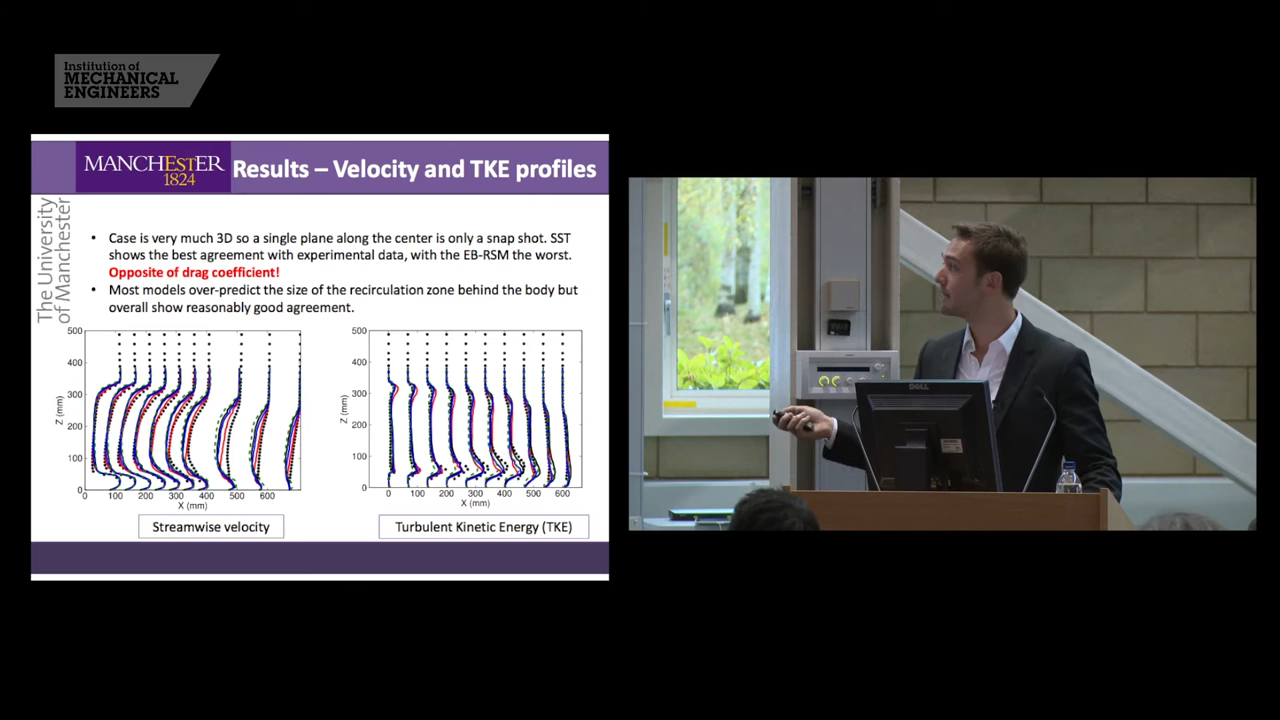 Institution of
MECHANICAL
ENGINEERS
MANCHESTER
1824
The University
of Manchester
Results – Velocity and TKE profiles
• Case is very much 3D so a single plane along the center is only a snap shot. SST
shows the best agreement with experimental data, with the EB-RSM the worst.
Opposite of drag coefficient!
• Most models over-predict the size of the recirculation zone behind the body but
overall show reasonably good agreement.
500
400
300
200
100
0
Z (mm)
0 100 200 300 400 500 600
X (mm)
Streamwise velocity
500
400
300
200
100
0
Z (mm)
0 100 200 300 400 500 600
X (mm)
Turbulent Kinetic Energy (TKE)
DELL